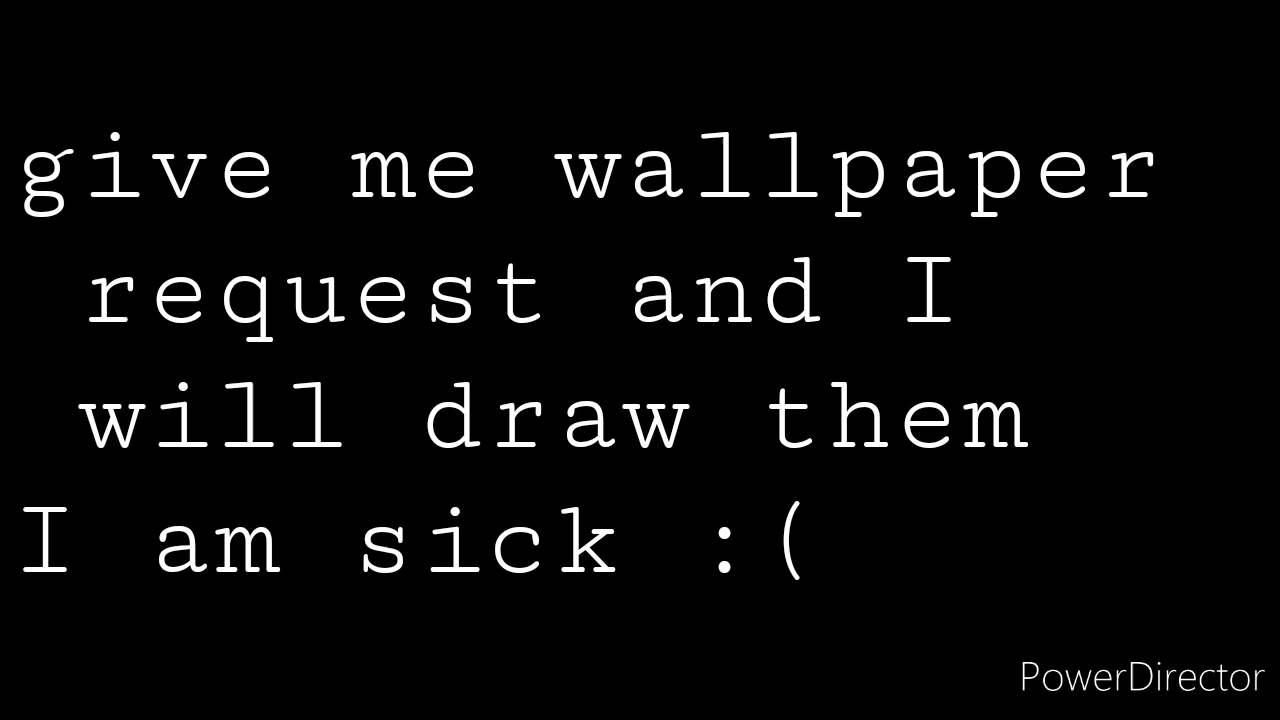 give me wallpaper
request and I
will draw them
I am sick :(
PowerDirector